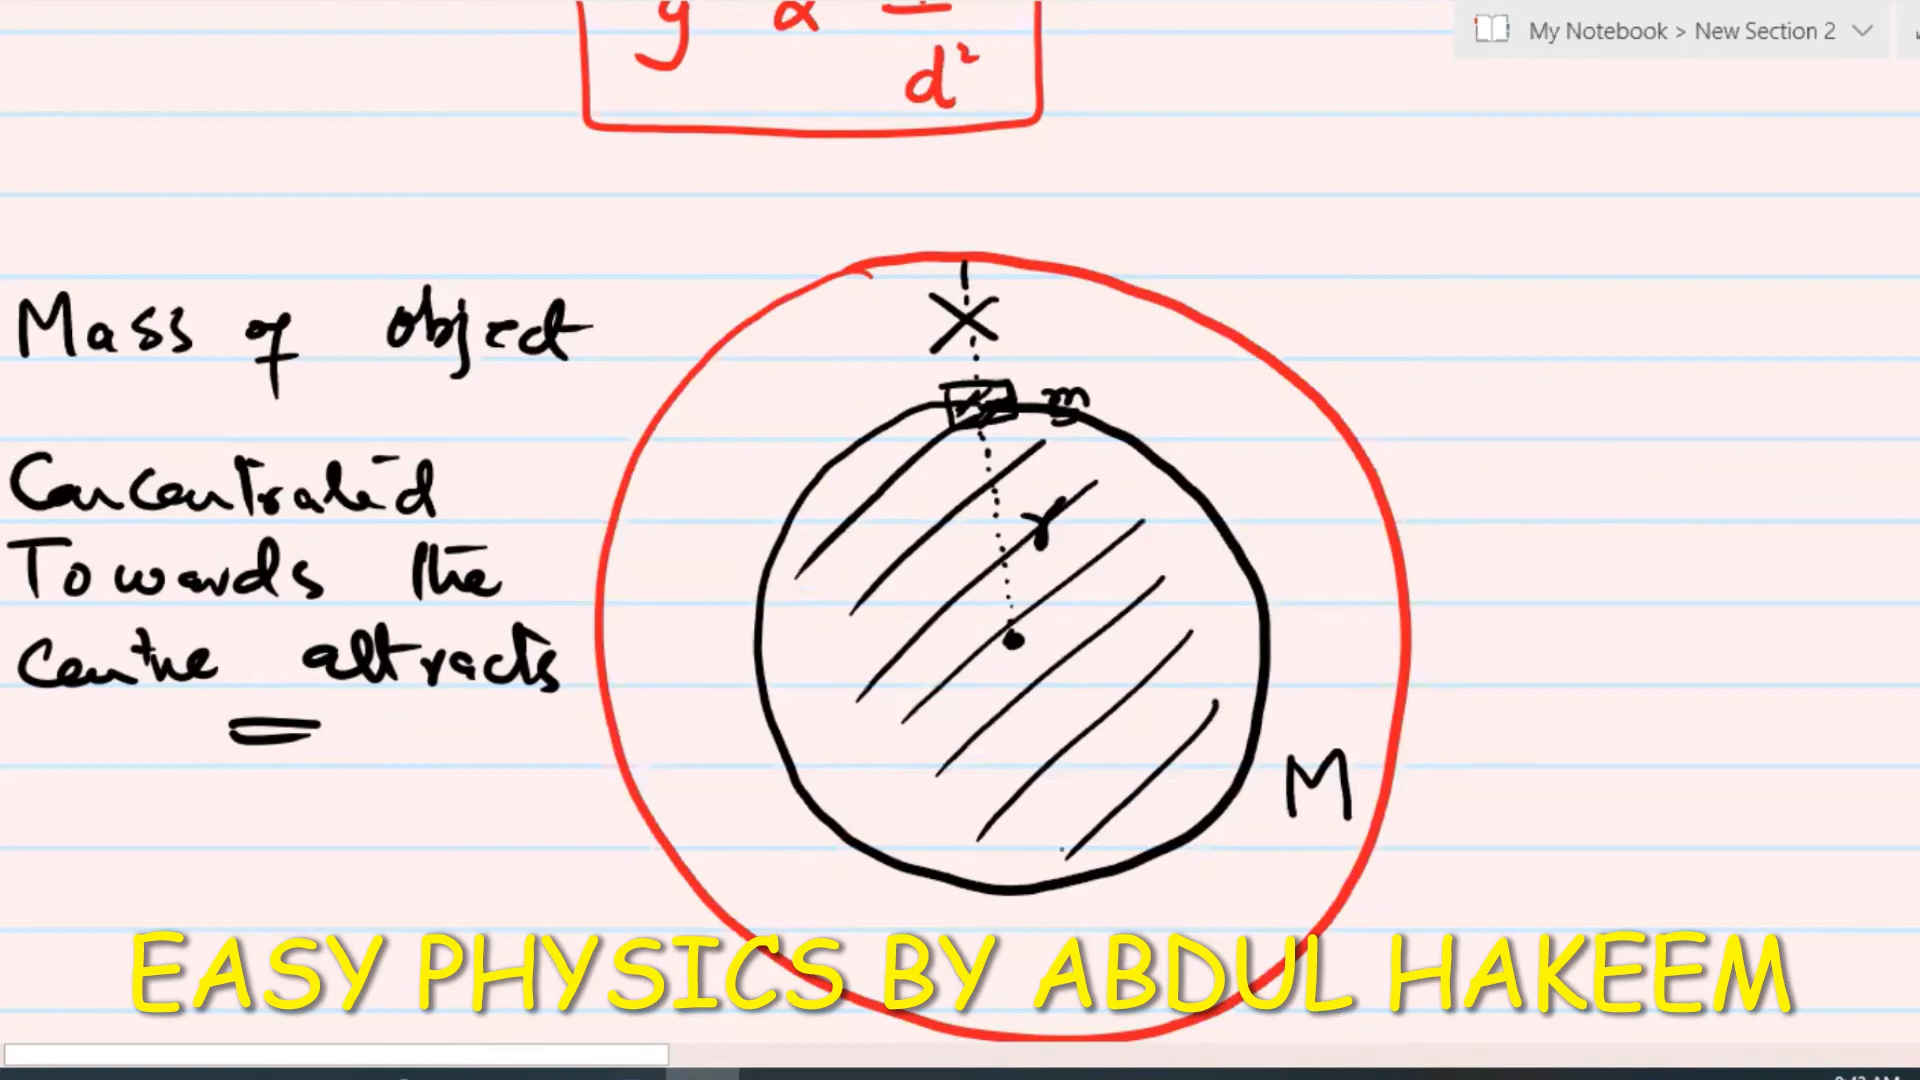 My Notebook > New Section 2
g α
d²
Mass of object
m
Concentrated
r
Towards the
centre attracts
M
EASY PHYSICS BY ABDUL HAKEEM